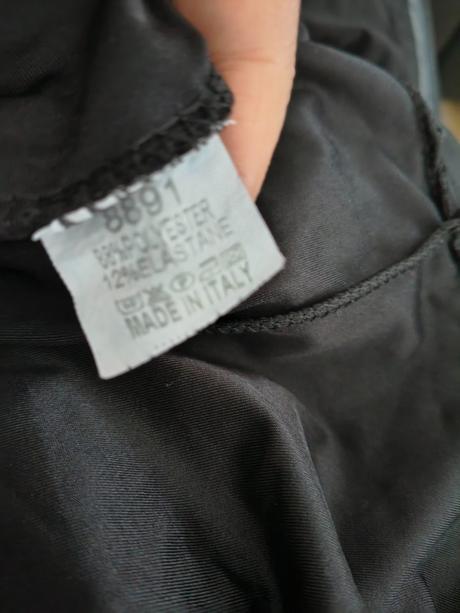 8891
88%POLYESTER
12%ELASTANE
MADE IN ITALY